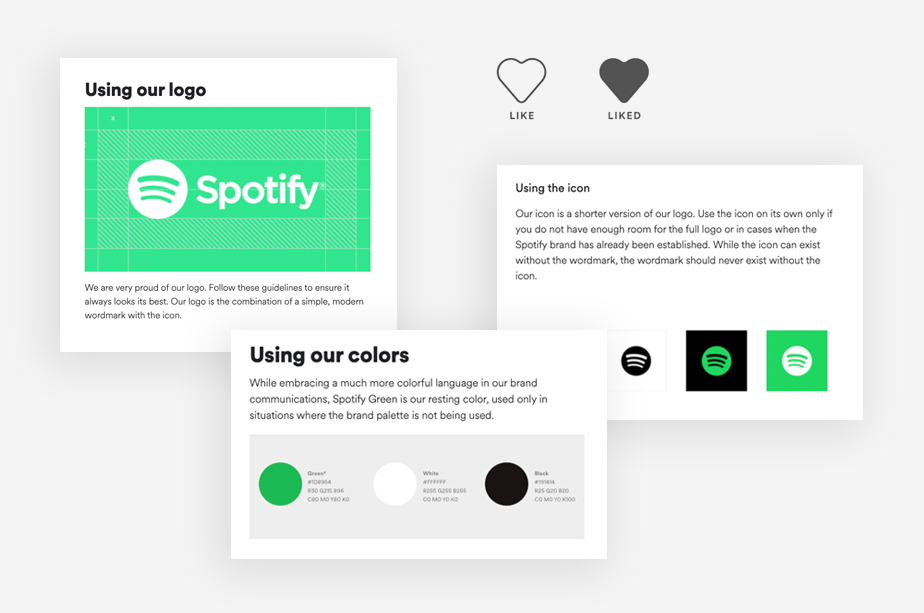 Using our logo
x
Spotify®
We are very proud of our logo. Follow these guidelines to ensure it
always looks its best. Our logo is the combination of a simple, modern
wordmark with the icon.
LIKE
LIKED
Using the icon
Our icon is a shorter version of our logo. Use the icon on its own only if
you do not have enough room for the full logo or in cases when the
Spotify brand has already been established. While the icon can exist
without the wordmark, the wordmark should never exist without the
icon.
Using our colors
While embracing a much more colorful language in our brand
communications, Spotify Green is our resting color, used only in
situations where the brand palette is not being used.
Green*
R30 G215 B96
C80 M0 Y80 K0
White
#FFFFFF
R255 G255 B255
C0 M0 Y0 K0
Black
#191414
R25 G20 B20
C0 M0 Y0 K100